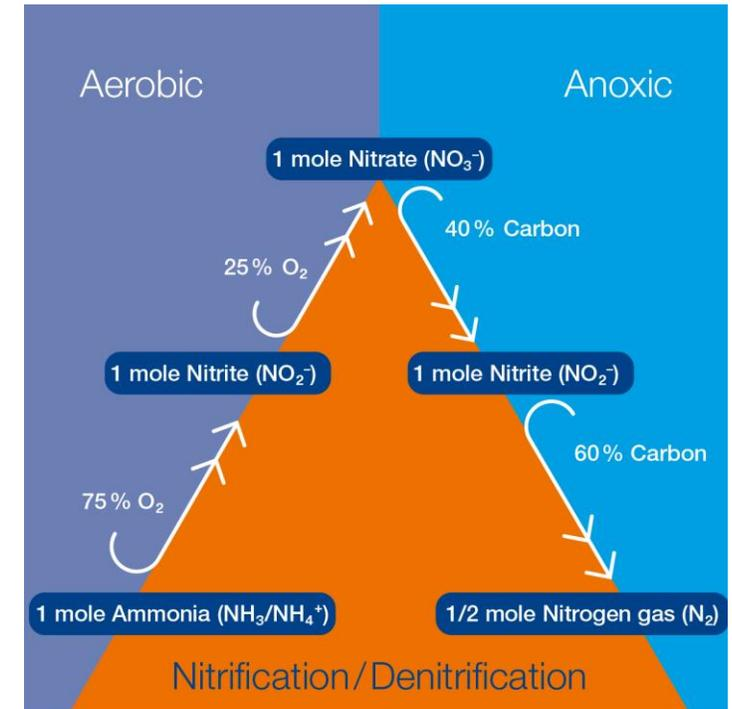 Aerobic
Anoxic
1 mole Nitrate (NO₃⁻)
40% Carbon
25% O₂
1 mole Nitrite (NO₂⁻)
1 mole Nitrite (NO₂⁻)
60% Carbon
75% O₂
1 mole Ammonia (NH₃/NH₄⁺)
1/2 mole Nitrogen gas (N₂)
Nitrification/Denitrification